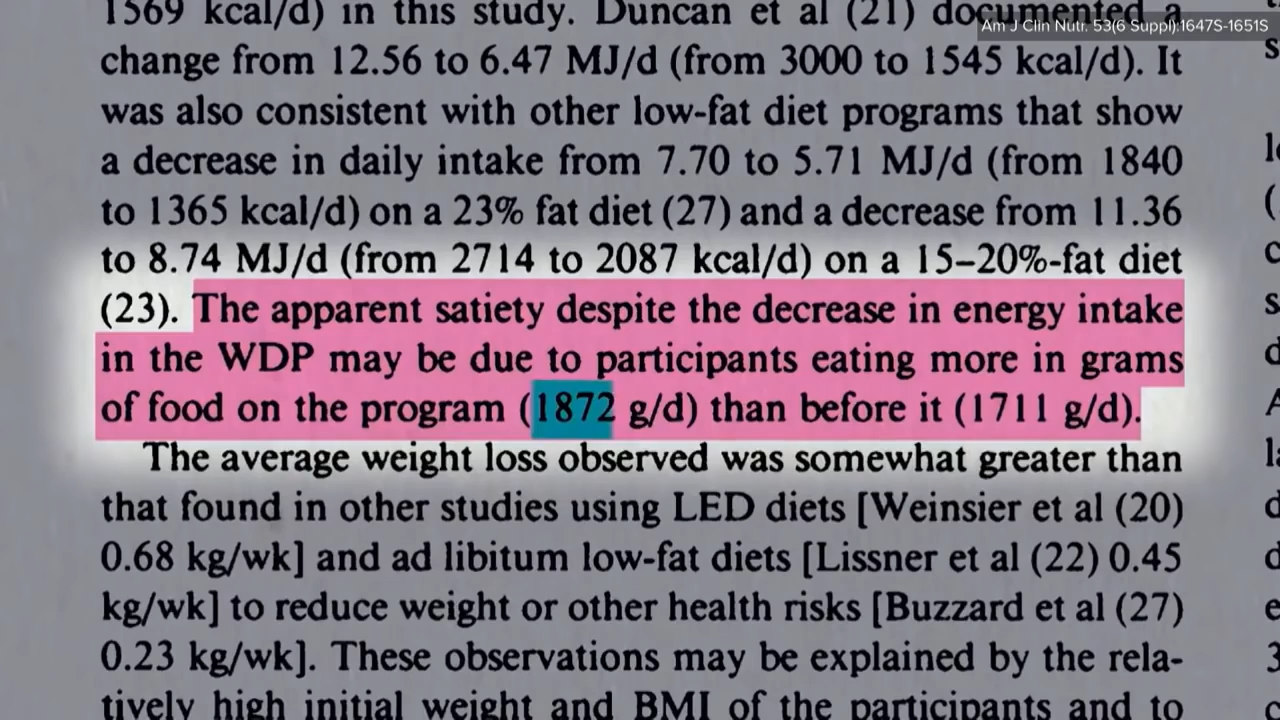 Am J Clin Nutr. 53(6 Suppl):1647S-1651S
1569 kcal/d) in this study. Duncan et al (21) documented a
change from 12.56 to 6.47 MJ/d (from 3000 to 1545 kcal/d). It
was also consistent with other low-fat diet programs that show
a decrease in daily intake from 7.70 to 5.71 MJ/d (from 1840
to 1365 kcal/d) on a 23% fat diet (27) and a decrease from 11.36
to 8.74 MJ/d (from 2714 to 2087 kcal/d) on a 15–20%-fat diet
(23). The apparent satiety despite the decrease in energy intake
in the WDP may be due to participants eating more in grams
of food on the program (1872 g/d) than before it (1711 g/d).
The average weight loss observed was somewhat greater than
that found in other studies using LED diets [Weinsier et al (20)
0.68 kg/wk] and ad libitum low-fat diets [Lissner et al (22) 0.45
kg/wk] to reduce weight or other health risks [Buzzard et al (27)
0.23 kg/wk]. These observations may be explained by the rela-
tively high initial weight and BMI of the participants and to